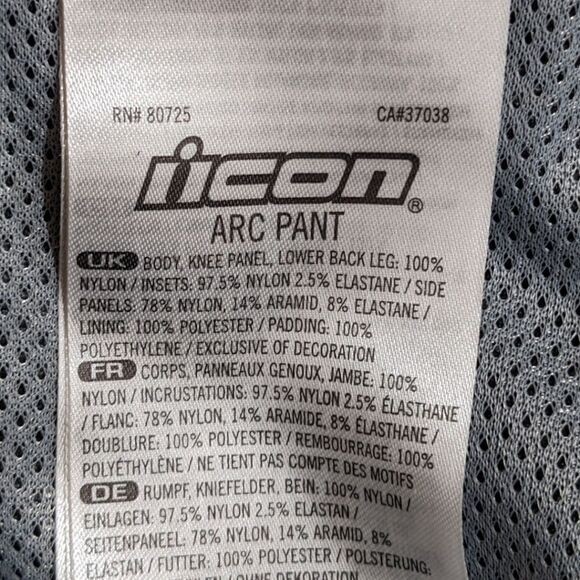 RN# 80725 CA#37038
icon®
ARC PANT
UK BODY, KNEE PANEL, LOWER BACK LEG: 100%
NYLON / INSETS: 97.5% NYLON 2.5% ELASTANE / SIDE
PANELS: 78% NYLON, 14% ARAMID, 8% ELASTANE /
LINING: 100% POLYESTER / PADDING: 100%
POLYETHYLENE / EXCLUSIVE OF DECORATION
FR CORPS, PANNEAUX GENOUX, JAMBE: 100%
NYLON / INCRUSTATIONS: 97.5% NYLON 2.5% ÉLASTHANE
/ FLANC: 78% NYLON, 14% ARAMIDE, 8% ÉLASTHANE /
DOUBLURE: 100% POLYESTER / REMBOURRAGE: 100%
POLYÉTHYLÈNE / NE TIENT PAS COMPTE DES MOTIFS
DE RUMPF, KNIEFELDER, BEIN: 100% NYLON /
EINLAGEN: 97.5% NYLON 2.5% ELASTAN /
SEITENPANEEL: 78% NYLON, 14% ARAMID, 8%
ELASTAN / FUTTER: 100% POLYESTER / POLSTERUNG:
/ OHNE DEKORATION